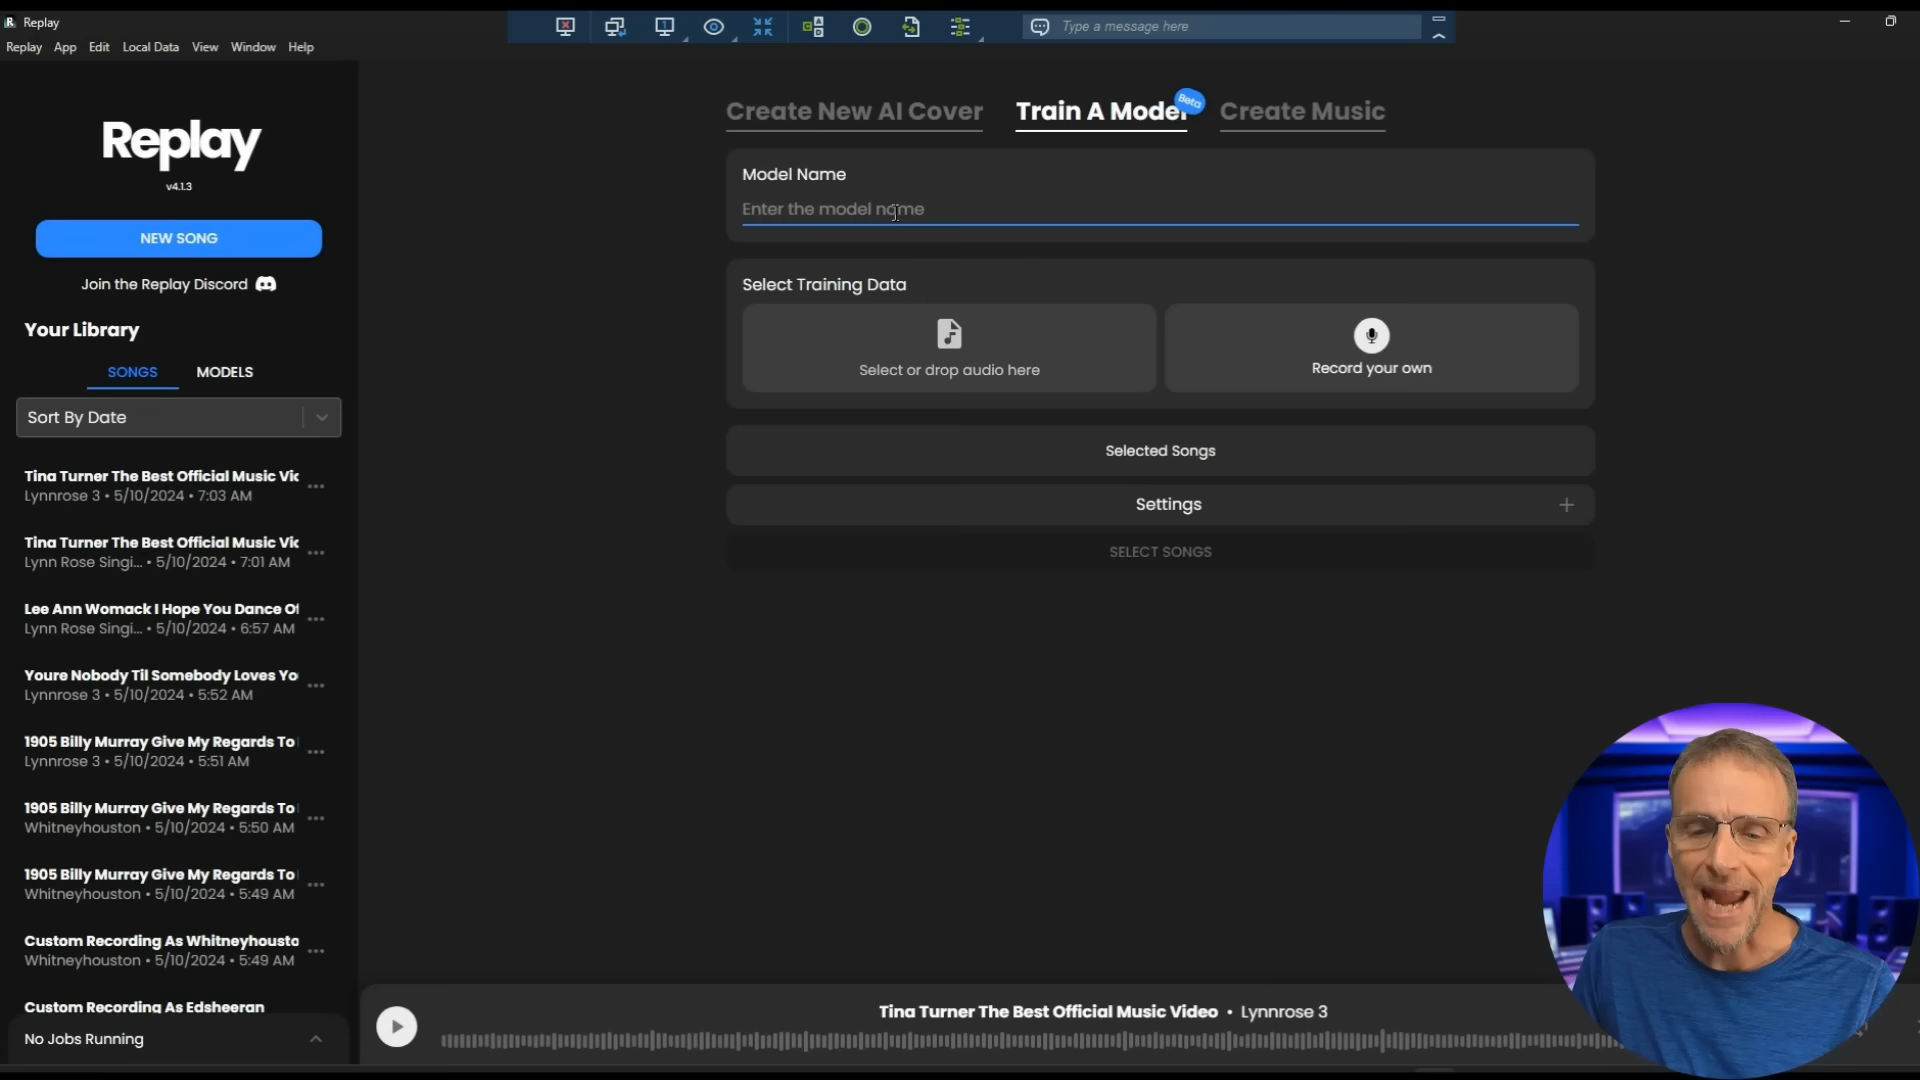 Replay
Type a message here
Replay App Edit Local Data View Window Help
Create New AI Cover
Train A Model
Beta
Create Music
Replay
v4.1.3
NEW SONG
Join the Replay Discord
Your Library
SONGS MODELS
Sort By Date
Tina Turner The Best Official Music Vic
Lynnrose 3 • 5/10/2024 • 7:03 AM
Tina Turner The Best Official Music Vic
Lynn Rose Singi... • 5/10/2024 • 7:01 AM
Lee Ann Womack I Hope You Dance Of
Lynn Rose Singi... • 5/10/2024 • 6:57 AM
Youre Nobody Til Somebody Loves Yo
Lynnrose 3 • 5/10/2024 • 5:52 AM
1905 Billy Murray Give My Regards To
Lynnrose 3 • 5/10/2024 • 5:51 AM
1905 Billy Murray Give My Regards To
Whitneyhouston • 5/10/2024 • 5:50 AM
1905 Billy Murray Give My Regards To
Whitneyhouston • 5/10/2024 • 5:49 AM
Custom Recording As Whitneyhousto
Whitneyhouston • 5/10/2024 • 5:49 AM
Custom Recording As Edsheeran
No Jobs Running
Model Name
Enter the model name
Select Training Data
Select or drop audio here
Record your own
Selected Songs
Settings
SELECT SONGS
Tina Turner The Best Official Music Video • Lynnrose 3